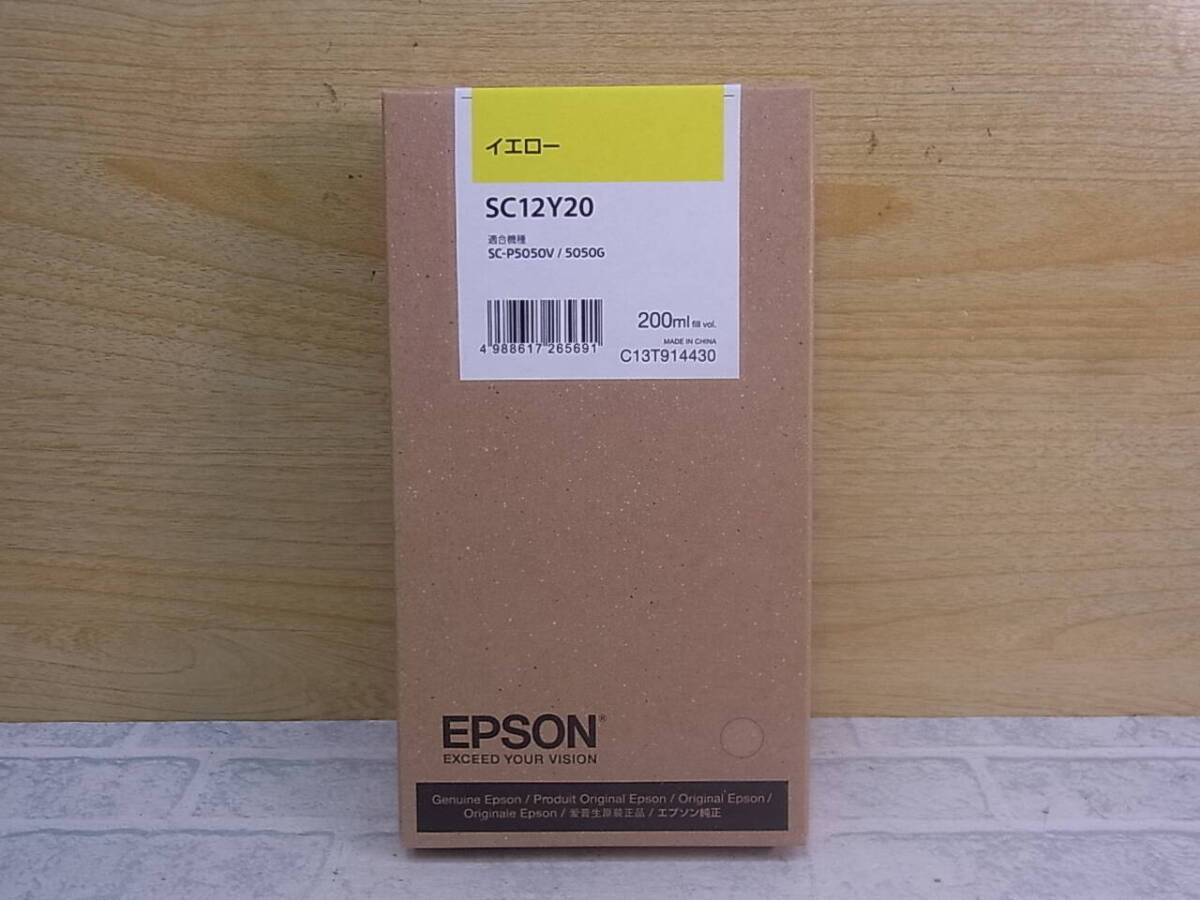 イエロー
SC12Y20
適合機種
SC-P5050V / 5050G
200ml fill vol.
MADE IN CHINA
4 988617 265691
C13T914430
EPSON®
EXCEED YOUR VISION
Genuine Epson / Produit Original Epson / Original Epson /
Originale Epson / 爱普生原装正品 / エプソン純正